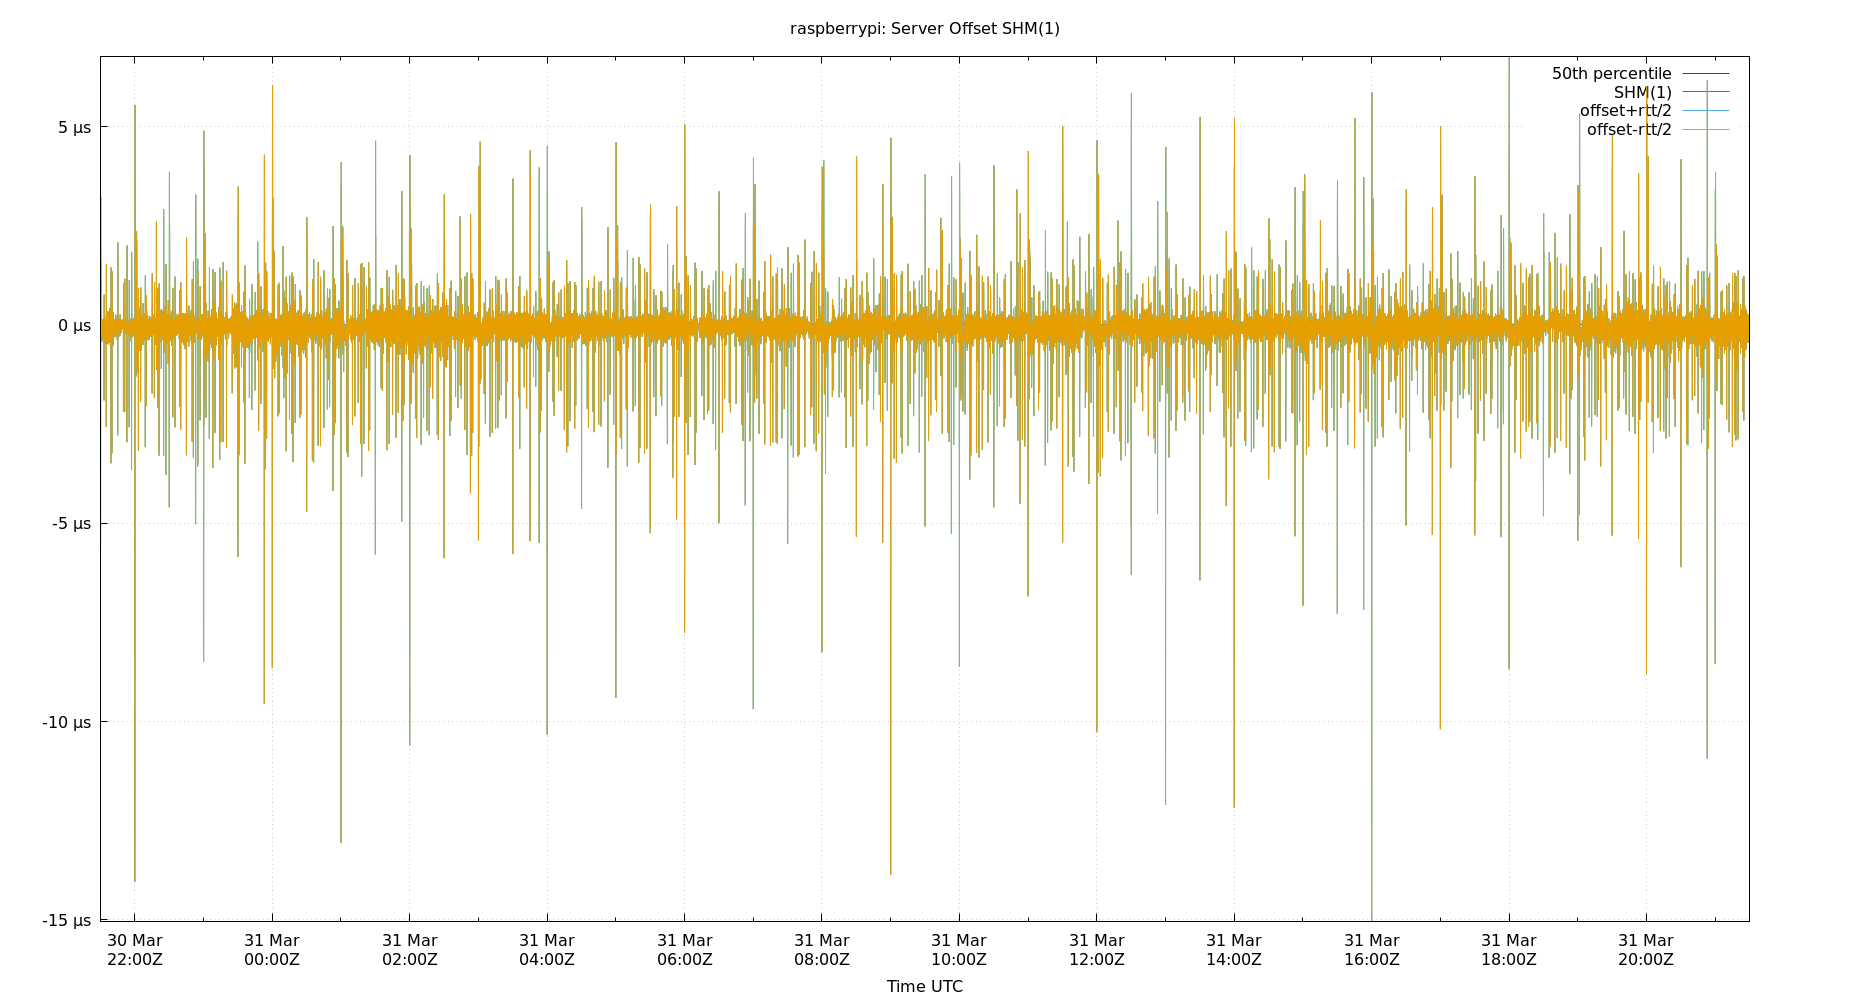 raspberrypi: Server Offset SHM(1)
50th percentile
SHM(1)
offset+rtt/2
offset-rtt/2
5 µs
0 µs
-5 µs
-10 µs
-15 µs
30 Mar 31 Mar 31 Mar 31 Mar 31 Mar 31 Mar 31 Mar 31 Mar 31 Mar 31 Mar 31 Mar 31 Mar
22:00Z 00:00Z 02:00Z 04:00Z 06:00Z 08:00Z 10:00Z 12:00Z 14:00Z 16:00Z 18:00Z 20:00Z
Time UTC